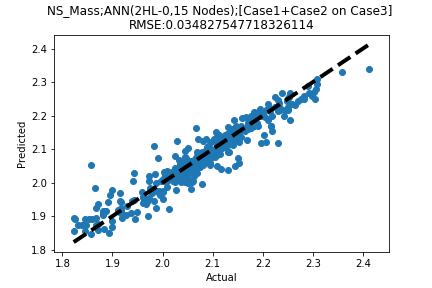 NS_Mass;ANN(2HL-0,15 Nodes);[Case1+Case2 on Case3]
RMSE:0.034827547718326114
2.4
2.3
2.2
2.1
2.0
1.9
1.8
Predicted
1.8 1.9 2.0 2.1 2.2 2.3 2.4
Actual